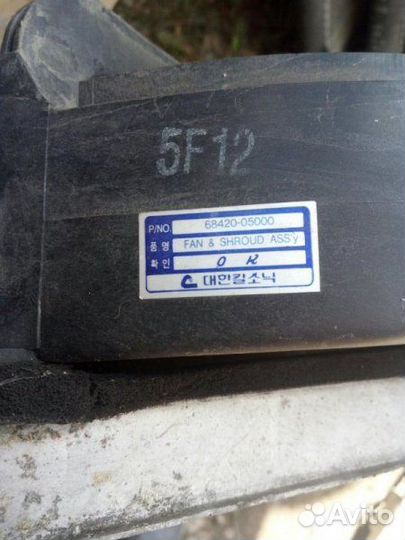 5F12
P/NO. 68420-05000
품 명 FAN & SHROUD ASS'y
확 인 O K
대한칼소닉
Avito